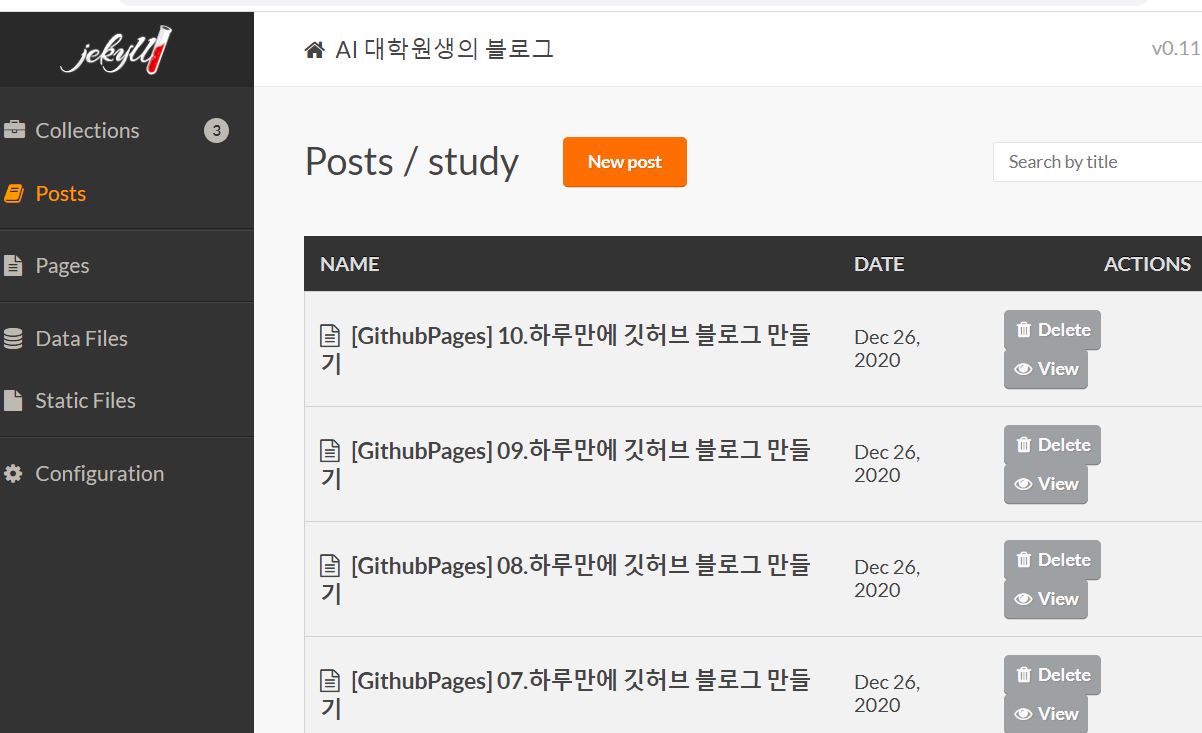 jekyll
AI 대학원생의 블로그
v0.11
Collections 3
Posts
Pages
Data Files
Static Files
Configuration
Posts / study
New post
Search by title
NAME DATE ACTIONS
[GithubPages] 10.하루만에 깃허브 블로그 만들
기
Dec 26,
2020
Delete
View
[GithubPages] 09.하루만에 깃허브 블로그 만들
기
Dec 26,
2020
Delete
View
[GithubPages] 08.하루만에 깃허브 블로그 만들
기
Dec 26,
2020
Delete
View
[GithubPages] 07.하루만에 깃허브 블로그 만들
기
Dec 26,
2020
Delete
View